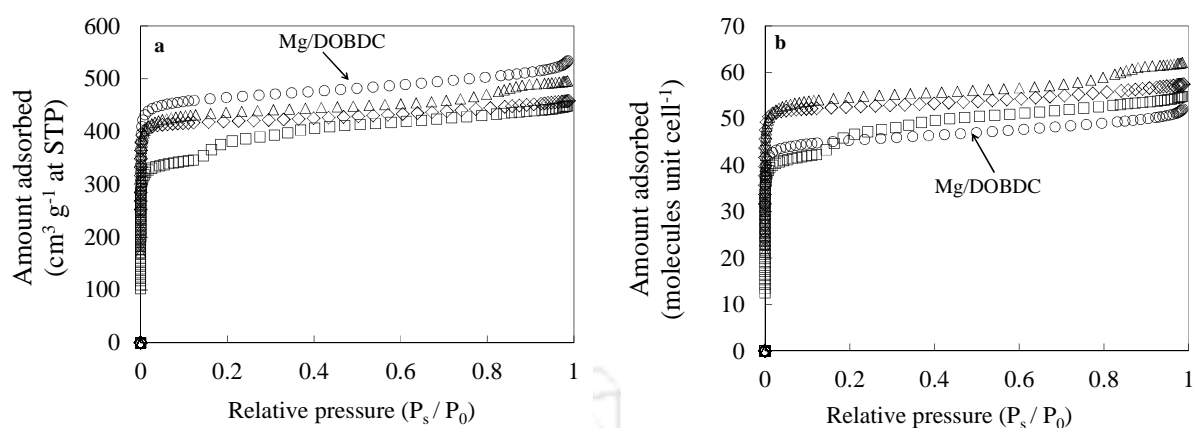 a
Mg/DOBDC
600
500
400
300
200
100
0
0
0.2
0.4
0.6
0.8
1
Amount adsorbed
(cm³ g⁻¹ at STP)
Relative pressure (Pₛ / P₀)
b
Mg/DOBDC
70
60
50
40
30
20
10
0
0
0.2
0.4
0.6
0.8
1
Amount adsorbed
(molecules unit cell⁻¹)
Relative pressure (Pₛ / P₀)